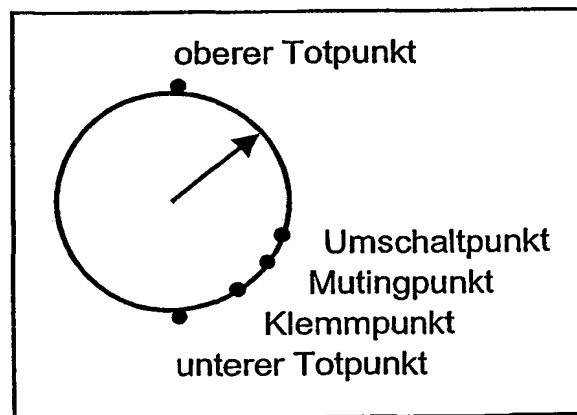 oberer Totpunkt
Umschaltpunkt
Mutingpunkt
Klemmpunkt
unterer Totpunkt